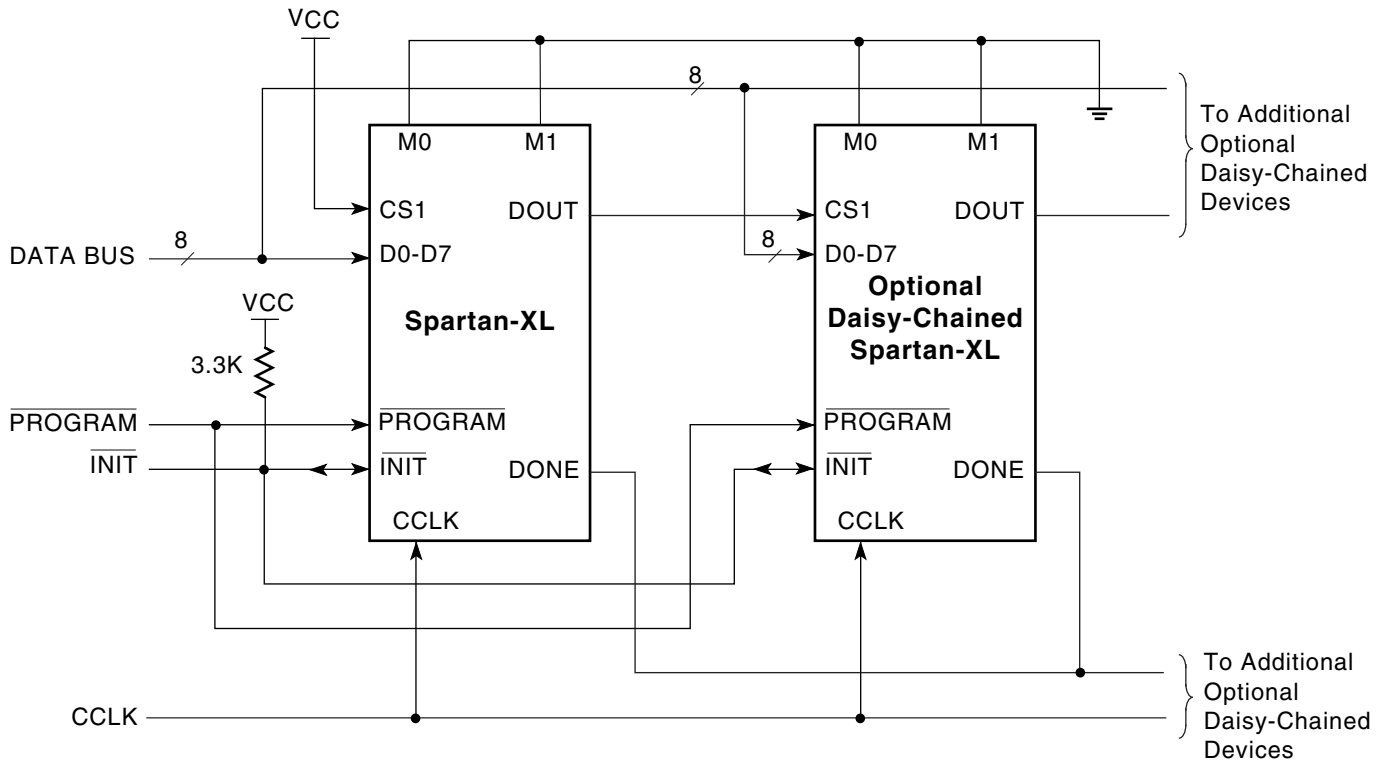 VCC
8
M0
M1
M0
M1
To Additional
Optional
Daisy-Chained
Devices
CS1
DOUT
CS1
DOUT
DATA BUS
8
D0-D7
8
D0-D7
VCC
3.3K
Spartan-XL
Optional
Daisy-Chained
Spartan-XL
PROGRAM
PROGRAM
PROGRAM
INIT
INIT
DONE
INIT
DONE
CCLK
CCLK
To Additional
Optional
Daisy-Chained
Devices
CCLK